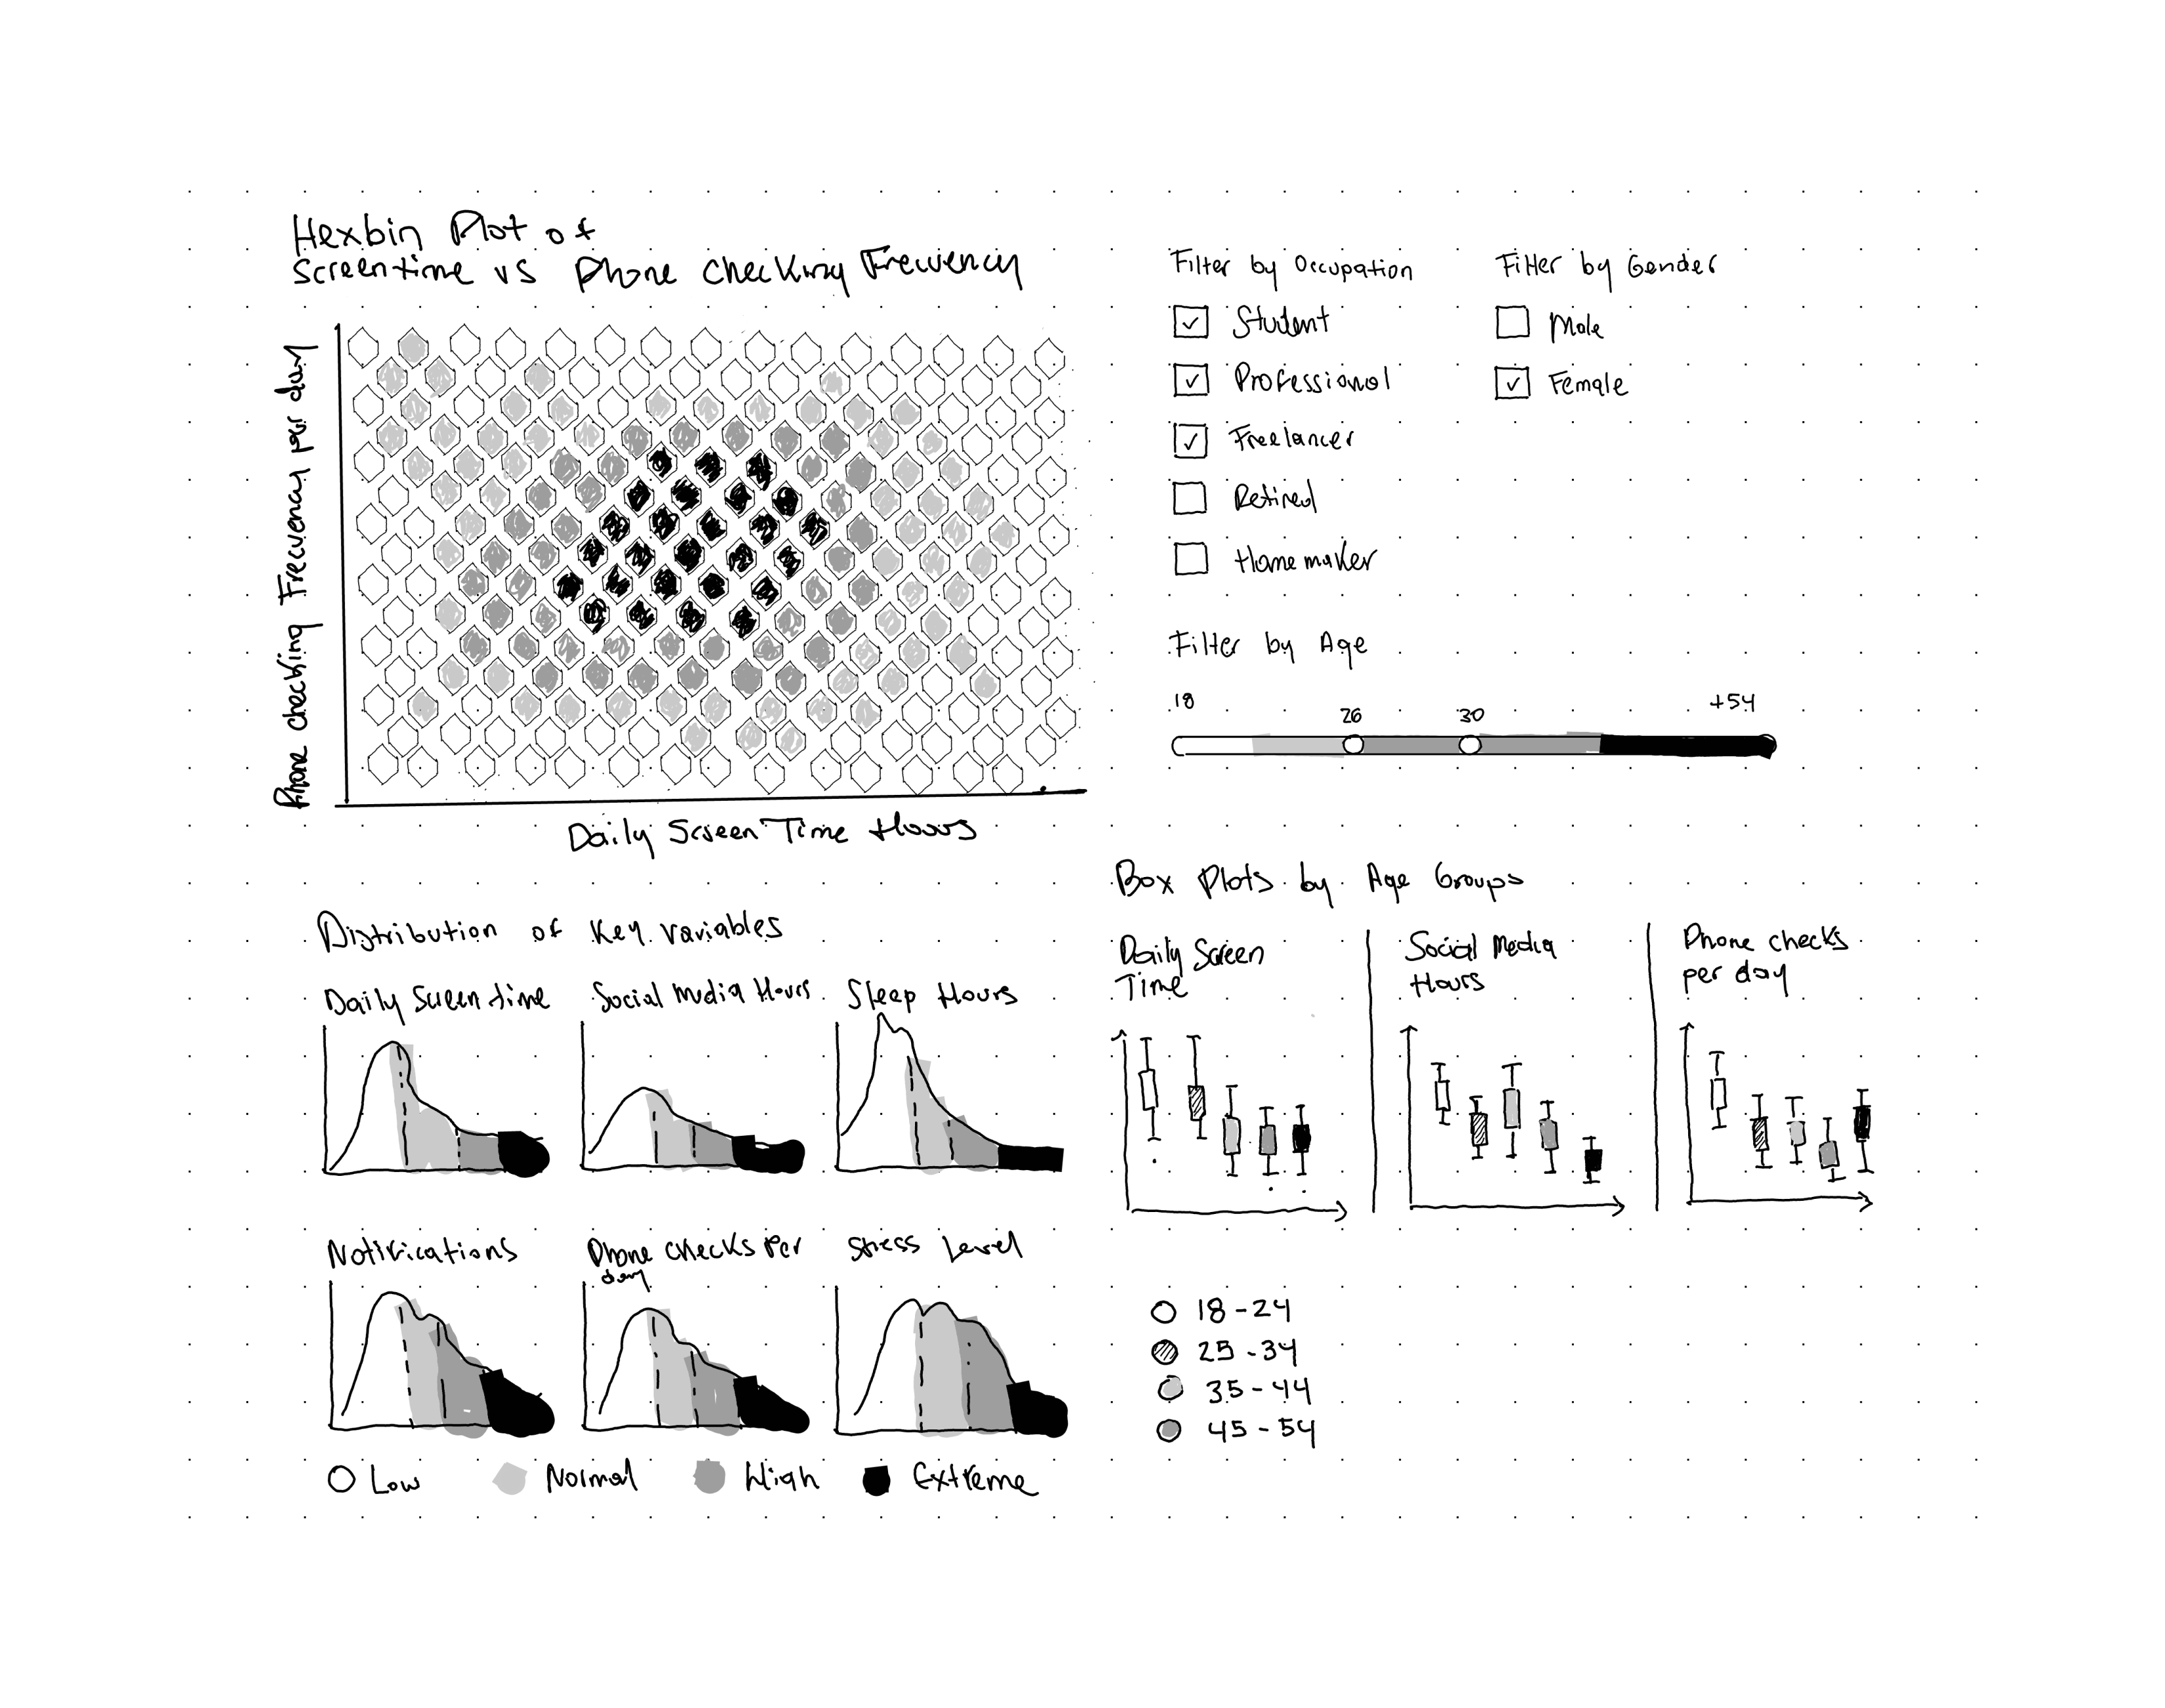 Hexbin Plot of
Screentime vs Phone Checking Frecuency
Phone checking Frecuency per day
Daily Screen Time Hours
Filter by Occupation
Student
Professional
Freelancer
Retired
Homemaker
Filter by Gender
Male
Female
Filter by Age
18
26
30
+54
Distribution of Key variables
Daily Screen time
Social Media Hours
Sleep Hours
Notifications
Phone checks Per
day
Stress Level
Low
Normal
High
Extreme
Box Plots by Age Groups
Daily Screen
Time
Social Media
Hours
Phone checks
per day
18-24
25-34
35-44
45-54